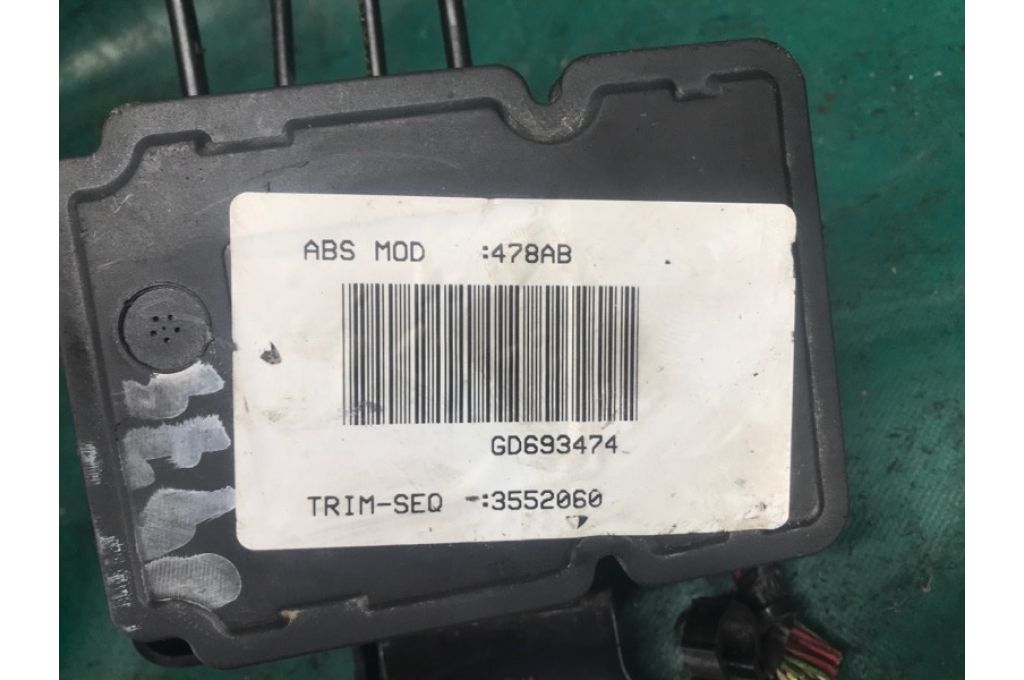 ABS MOD :478AB
GD693474
TRIM-SEQ -:3552060